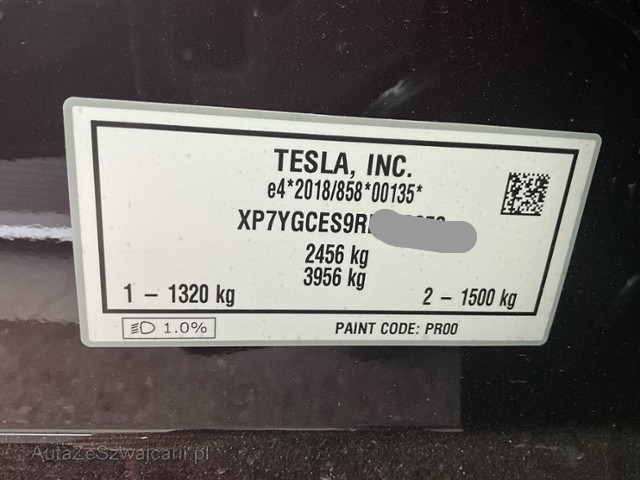 TESLA, INC.
e4*2018/858*00135*
XP7YGCES9R
2456 kg
3956 kg
1 – 1320 kg
2 – 1500 kg
1.0%
PAINT CODE: PR00
AutaZeSzwajcarii.pl